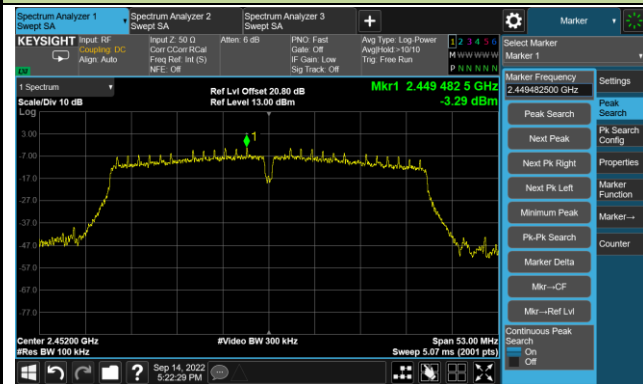 Spectrum Analyzer 1
Swept SA
Spectrum Analyzer 2
Swept SA
Spectrum Analyzer 3
Swept SA
+
Marker
KEYSIGHT
Input: RF
Coupling: DC
Align: Auto
Input Z: 50 Ω
Corr CCorr RCal
Freq Ref: Int (S)
NFE: Off
Atten: 6 dB
PNO: Fast
Gate: Off
IF Gain: Low
Sig Track: Off
Avg Type: Log-Power
Avg|Hold:>10/10
Trig: Free Run
1 2 3 4 5 6
M W W W W W
P N N N N N
LVI
Select Marker
Marker 1
Marker Frequency
2.449482500 GHz
Settings
Peak Search
Next Peak
Next Pk Right
Next Pk Left
Minimum Peak
Pk-Pk Search
Marker Delta
Mkr→CF
Mkr→Ref Lvl
Continuous Peak
Search
On
Off
Peak
Search
Pk Search
Config
Properties
Marker
Function
Marker→
Counter
1 Spectrum
Scale/Div 10 dB
Log
Ref Lvl Offset 20.80 dB
Ref Level 13.00 dBm
Mkr1 2.449 482 5 GHz
-3.29 dBm
1
3.00
-7.00
-17.0
-27.0
-37.0
-47.0
-57.0
-67.0
-77.0
Center 2.45200 GHz
#Res BW 100 kHz
#Video BW 300 kHz
Span 53.00 MHz
Sweep 5.07 ms (2001 pts)
?
Sep 14, 2022
5:22:29 PM